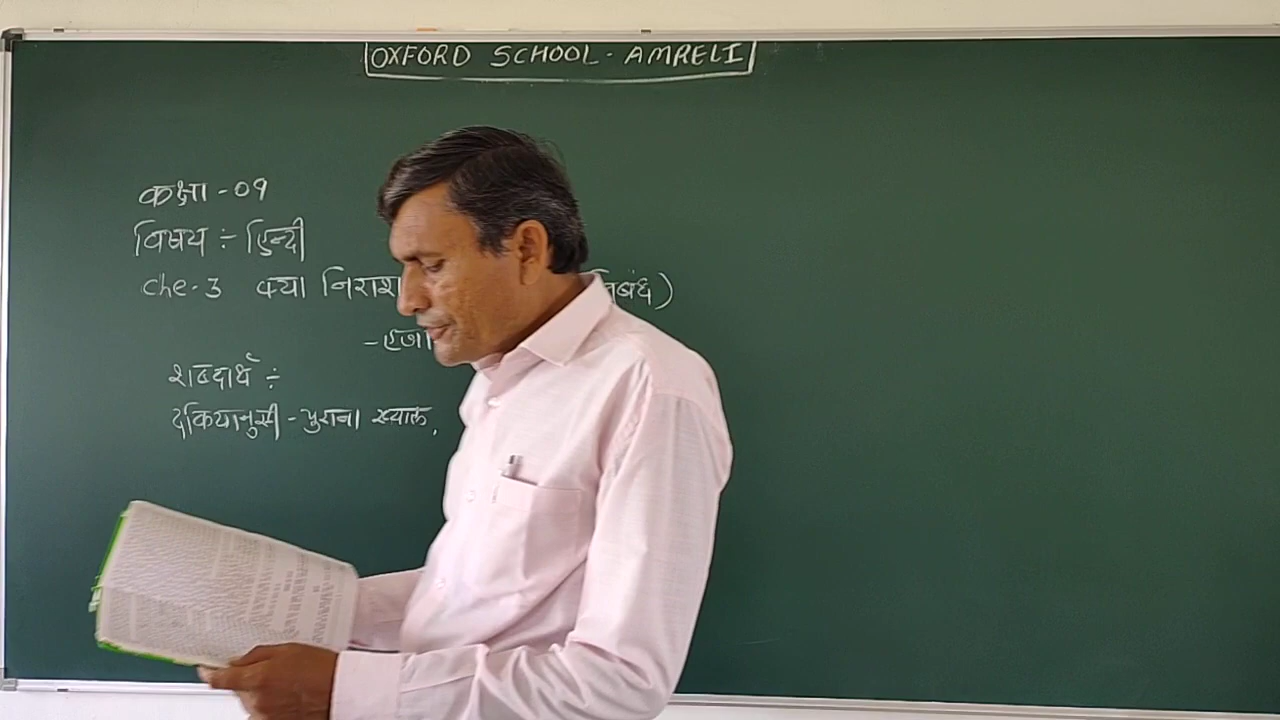 OXFORD SCHOOL - AMRELI
कक्षा - 09
विषय ÷ हिन्दी
che-3 क्या निराश निबंध)
शब्दार्थ ÷
दकियानुसी - पुराना ख्याल,